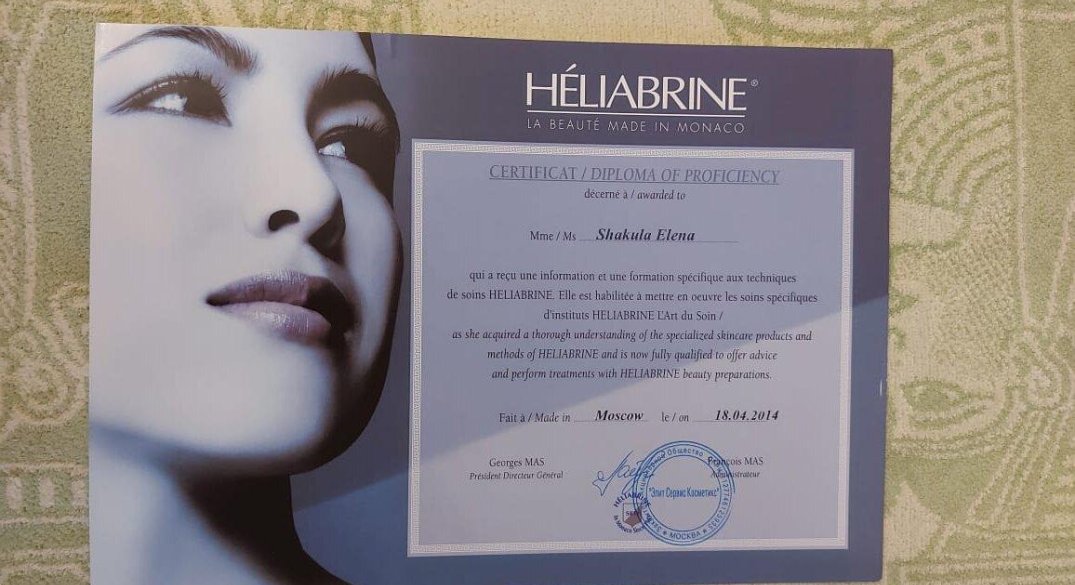 HÉLIABRINE®
LA BEAUTÉ MADE IN MONACO
CERTIFICAT / DIPLOMA OF PROFICIENCY
décerné à / awarded to
Mme / Ms Shakula Elena
qui a reçu une information et une formation spécifique aux techniques
de soins HELIABRINE. Elle est habilitée à mettre en oeuvre les soins spécifiques
d'instituts HELIABRINE L'Art du Soin /
as she acquired a thorough understanding of the specialized skincare products and
methods of HELIABRINE and is now fully qualified to offer advice
and perform treatments with HELIABRINE beauty preparations.
Fait à / Made in Moscow le / on 18.04.2014
Georges MAS
Président Directeur Général
François MAS
Administrateur
"Элит Сервис Косметикс"
Общество
* МОСКВА *
HÉLIABRINE